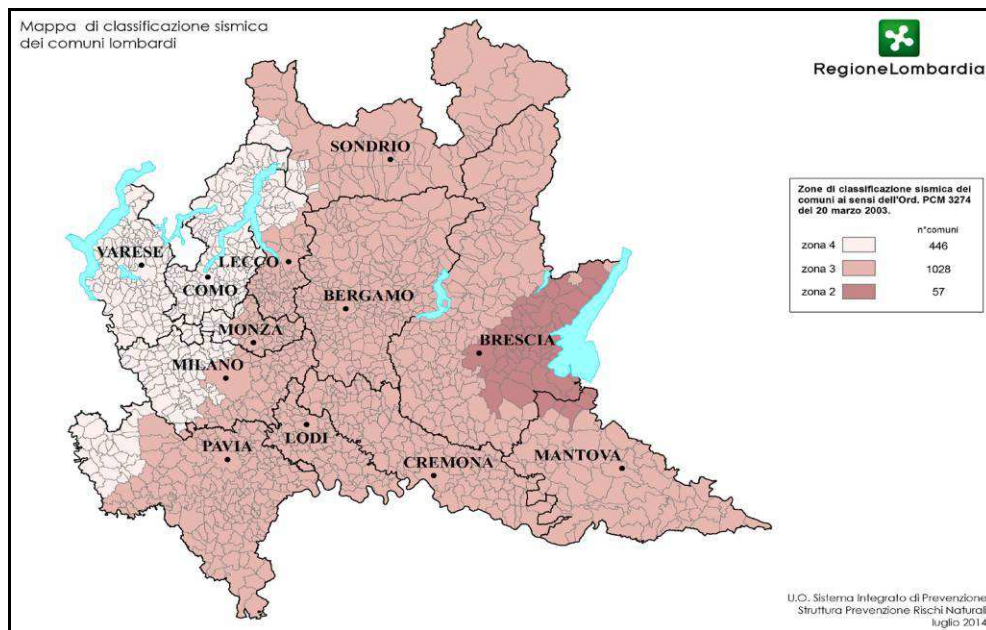 Mappa di classificazione sismica
dei comuni lombardi
RegioneLombardia
SONDRIO
VARESE
LECCO
COMO
BERGAMO
MONZA
BRESCIA
MILANO
LODI
PAVIA
CREMONA
MANTOVA
Zone di classificazione sismica dei
comuni ai sensi dell'Ord. PCM 3274
del 20 marzo 2003.
n°comuni
zona 4 446
zona 3 1028
zona 2 57
U.O. Sistema Integrato di Prevenzione
Struttura Prevenzione Rischi Naturali
luglio 2014